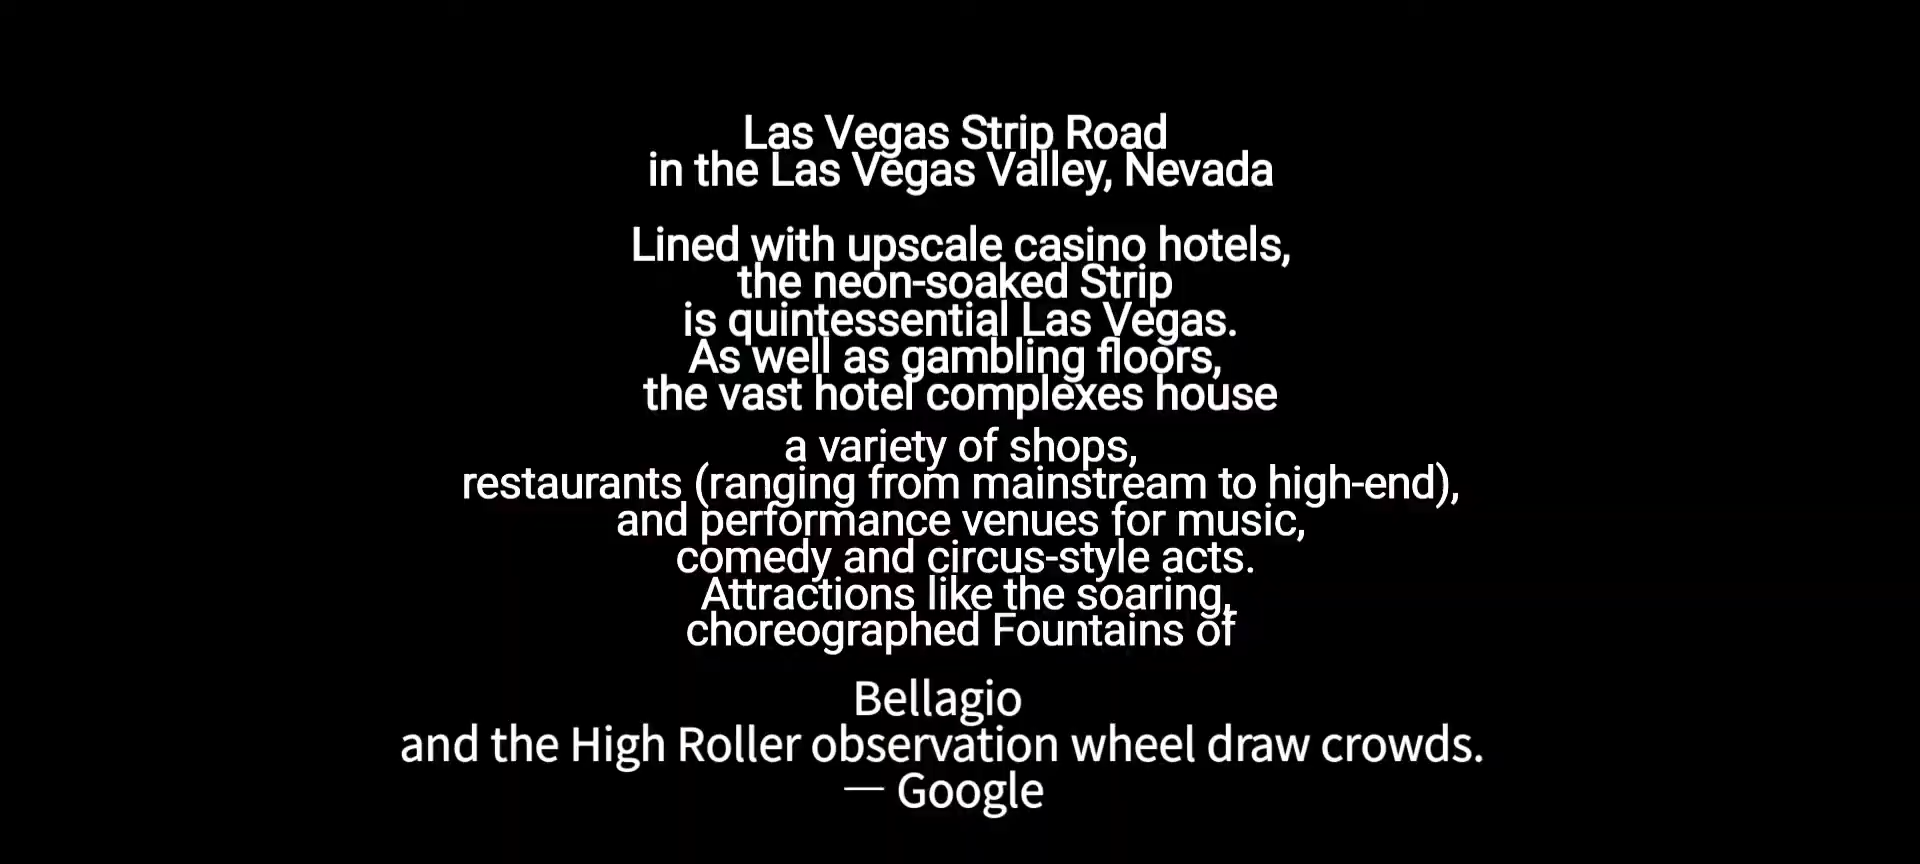 Las Vegas Strip Road
in the Las Vegas Valley, Nevada
Lined with upscale casino hotels,
the neon-soaked Strip
is quintessential Las Vegas.
As well as gambling floors,
the vast hotel complexes house
a variety of shops,
restaurants (ranging from mainstream to high-end),
and performance venues for music,
comedy and circus-style acts.
Attractions like the soaring,
choreographed Fountains of
Bellagio
and the High Roller observation wheel draw crowds.
— Google